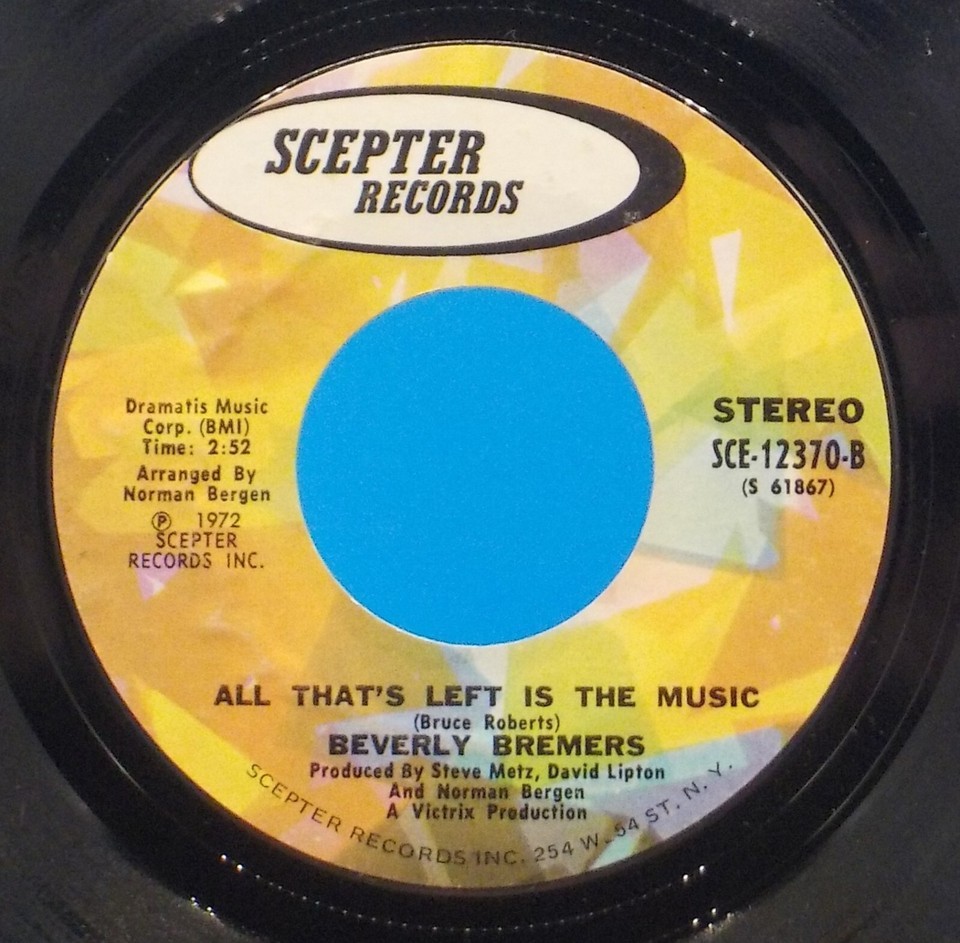 SCEPTER
RECORDS
Dramatis Music
Corp. (BMI)
Time: 2:52
Arranged By
Norman Bergen
Ⓟ 1972
SCEPTER
RECORDS INC.
STEREO
SCE-12370-B
(S 61867)
ALL THAT'S LEFT IS THE MUSIC
(Bruce Roberts)
BEVERLY BREMERS
Produced By Steve Metz, David Lipton
And Norman Bergen
A Victrix Production
SCEPTER RECORDS INC. 254 W. 54 ST. N. Y.